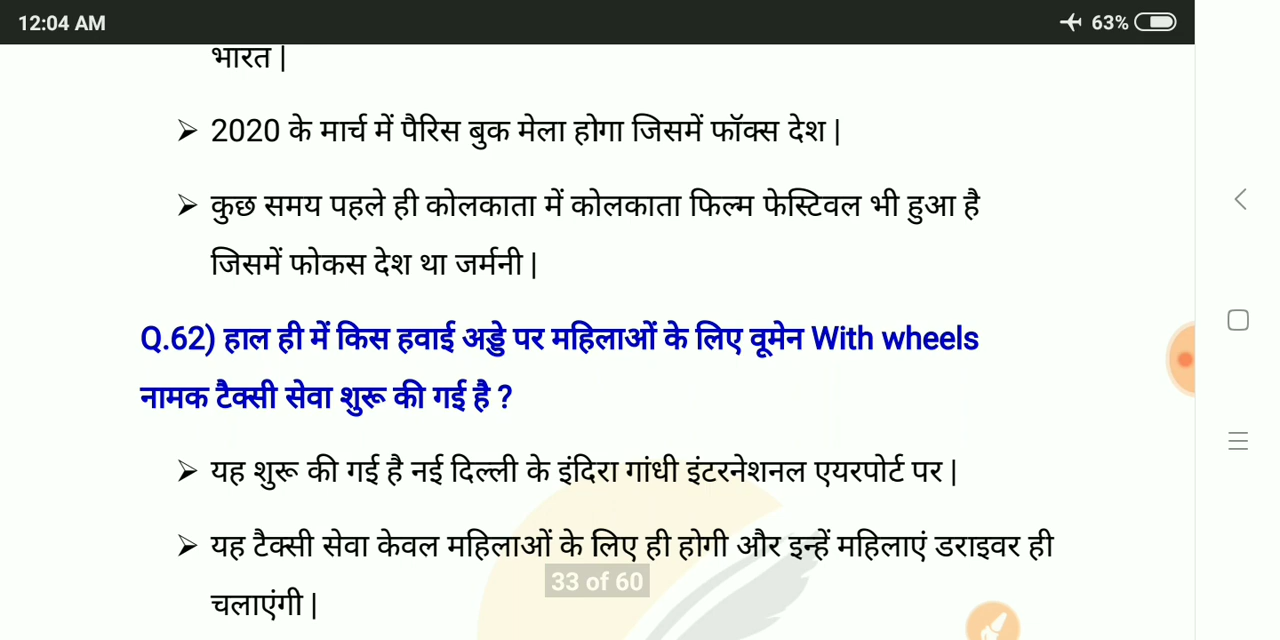 12:04 AM 63%
भारत |
➢ 2020 के मार्च में पैरिस बुक मेला होगा जिसमें फॉक्स देश |
➢ कुछ समय पहले ही कोलकाता में कोलकाता फिल्म फेस्टिवल भी हुआ है
जिसमें फोकस देश था जर्मनी |
Q.62) हाल ही में किस हवाई अड्डे पर महिलाओं के लिए वूमेन With wheels
नामक टैक्सी सेवा शुरू की गई है ?
➢ यह शुरू की गई है नई दिल्ली के इंदिरा गांधी इंटरनेशनल एयरपोर्ट पर |
➢ यह टैक्सी सेवा केवल महिलाओं के लिए ही होगी और इन्हें महिलाएं डराइवर ही
33 of 60
चलाएंगी |